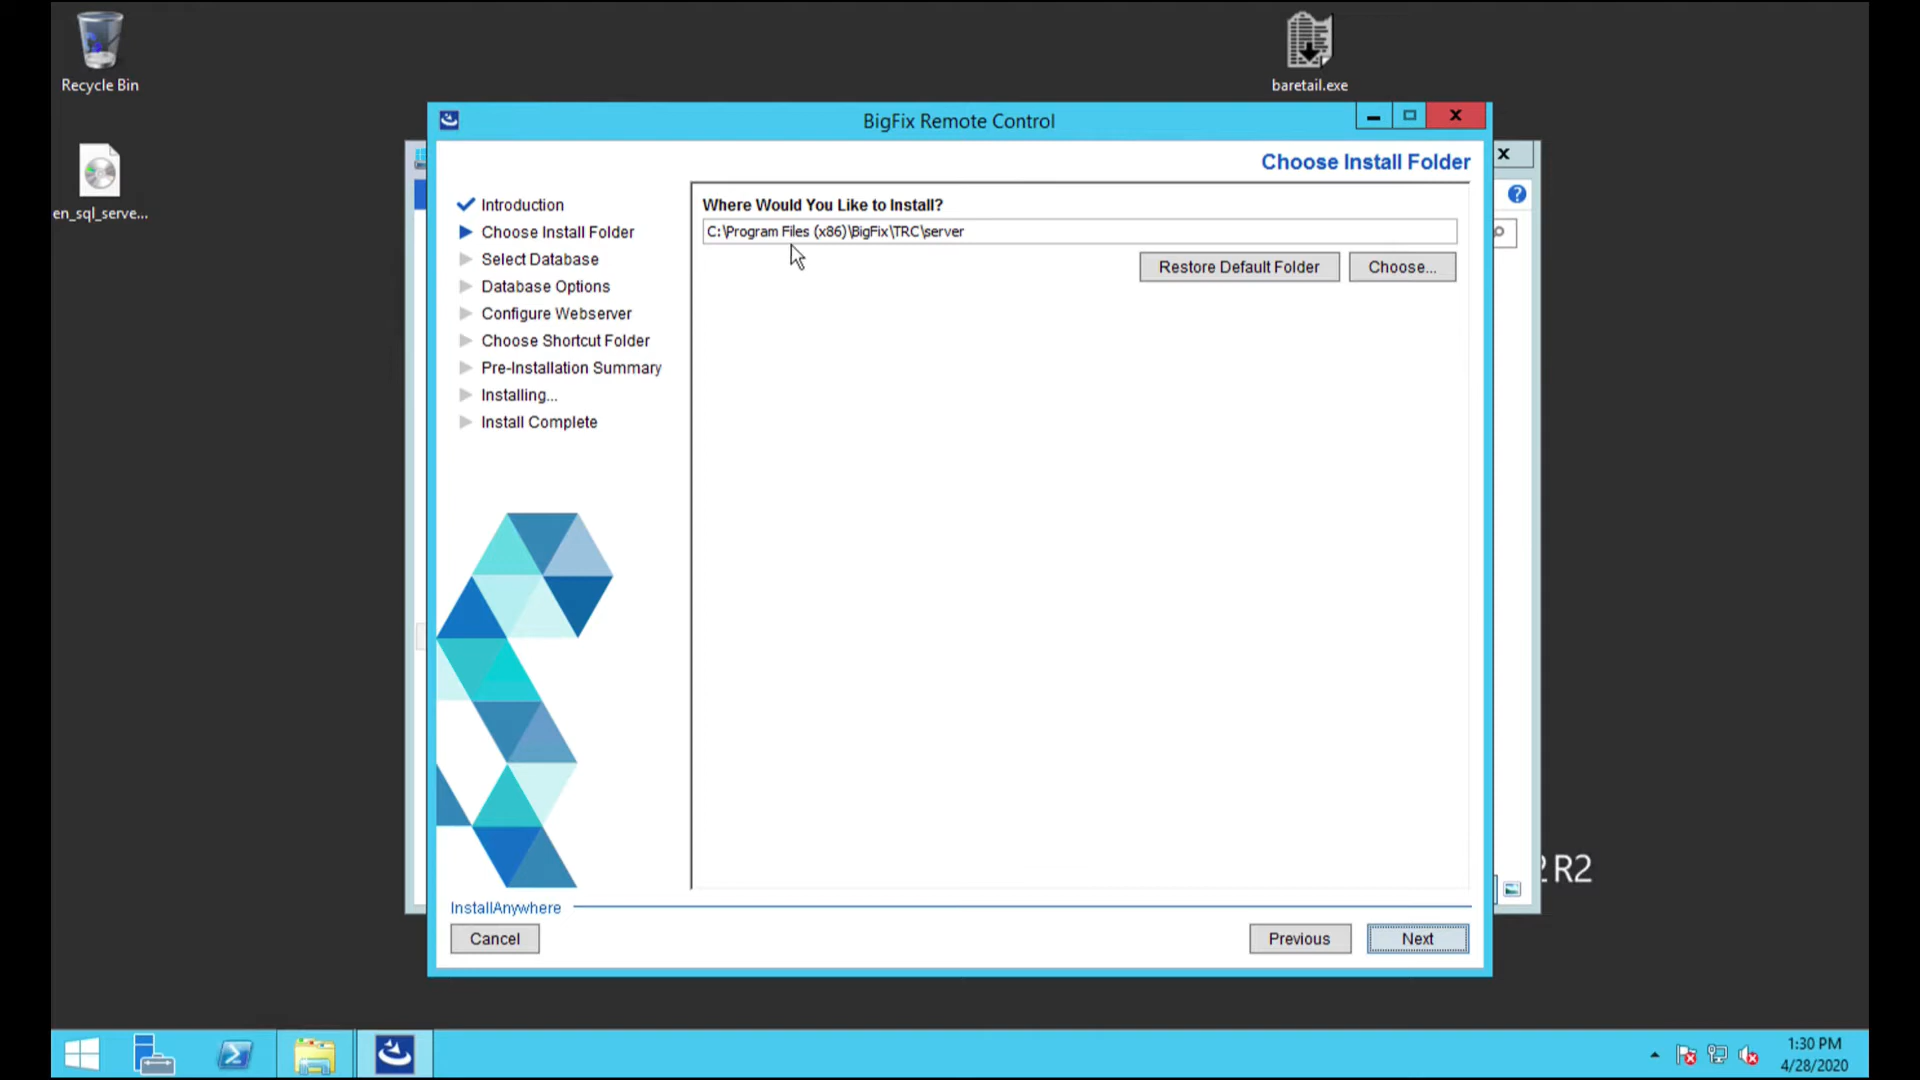 Recycle Bin
baretail.exe
en_sql_serve...
BigFix Remote Control
Choose Install Folder
Introduction
Choose Install Folder
Select Database
Database Options
Configure Webserver
Choose Shortcut Folder
Pre-Installation Summary
Installing...
Install Complete
Where Would You Like to Install?
C:\Program Files (x86)\BigFix\TRC\server
Restore Default Folder
Choose...
R2
InstallAnywhere
Cancel
Previous
Next
1:30 PM
4/28/2020